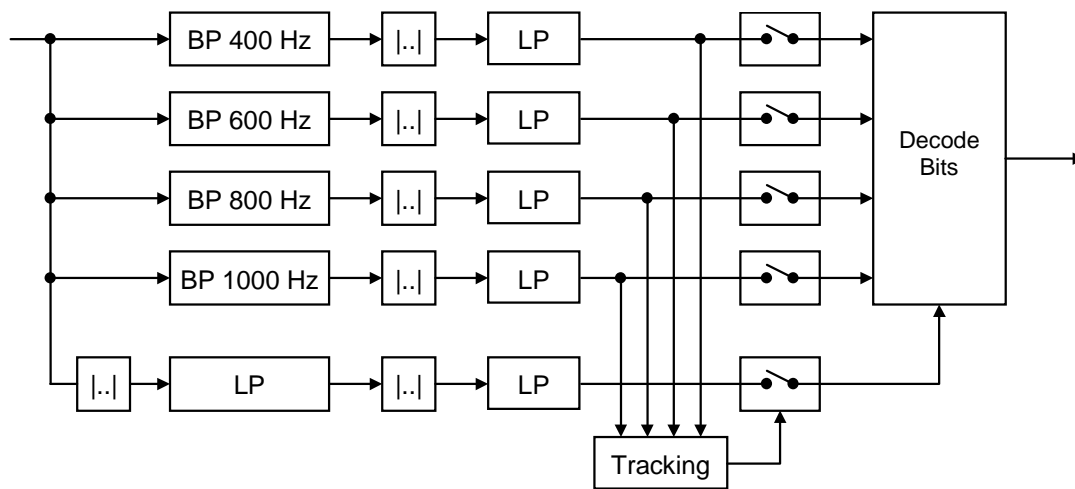 BP 400 Hz |..| LP
BP 600 Hz |..| LP
Decode
Bits
BP 800 Hz |..| LP
BP 1000 Hz |..| LP
|..| LP |..| LP
Tracking